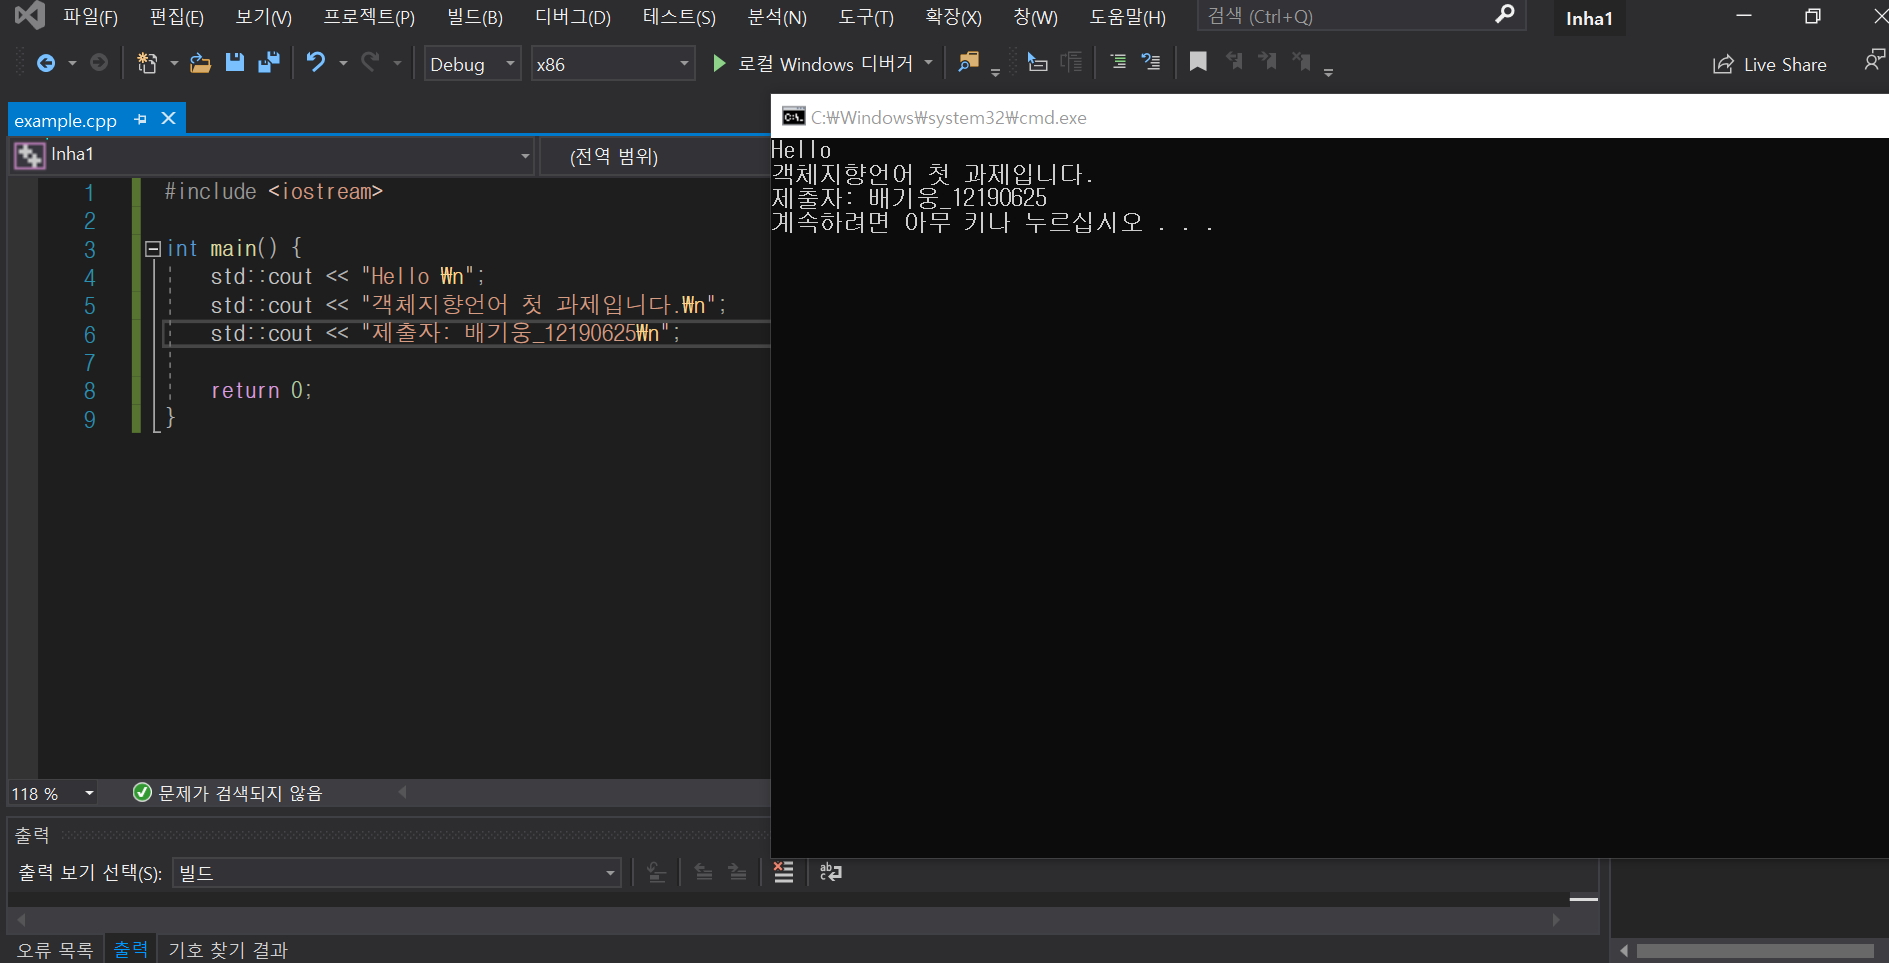 파일(F) 편집(E) 보기(V) 프로젝트(P) 빌드(B) 디버그(D) 테스트(S) 분석(N) 도구(T) 확장(X) 창(W) 도움말(H) 검색 (Ctrl+Q) Inha1
Debug x86 로컬 Windows 디버거 Live Share
example.cpp
Inha1 (전역 범위)
1 #include <iostream>
2
3 int main() {
4 std::cout << "Hello ₩n";
5 std::cout << "객체지향언어 첫 과제입니다.₩n";
6 std::cout << "제출자: 배기웅_12190625₩n";
7
8 return 0;
9 }
C:₩Windows₩system32₩cmd.exe
Hello
객체지향언어 첫 과제입니다.
제출자: 배기웅_12190625
계속하려면 아무 키나 누르십시오 . . .
118 % 문제가 검색되지 않음
출력
출력 보기 선택(S): 빌드
오류 목록 출력 기호 찾기 결과